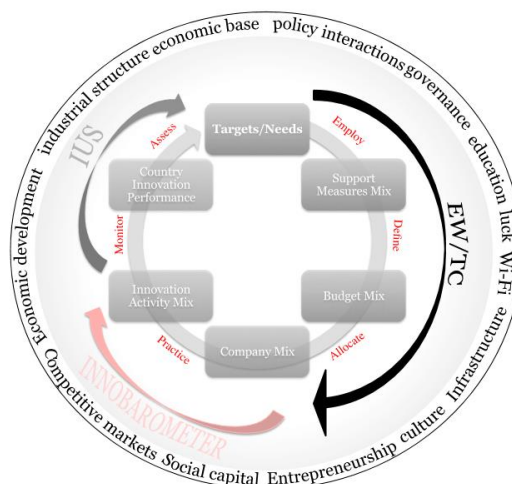 Economic development
industrial structure
economic base
policy interactions
governance
education
luck
Wi-Fi
Infrastructure
culture
Entrepreneurship
Social capital
Competitive markets
IUS
EW/TC
INNOBAROMETER
Targets/Needs
Employ
Support
Measures Mix
Define
Budget Mix
Allocate
Company Mix
Practice
Innovation
Activity Mix
Monitor
Country
Innovation
Performance
Assess